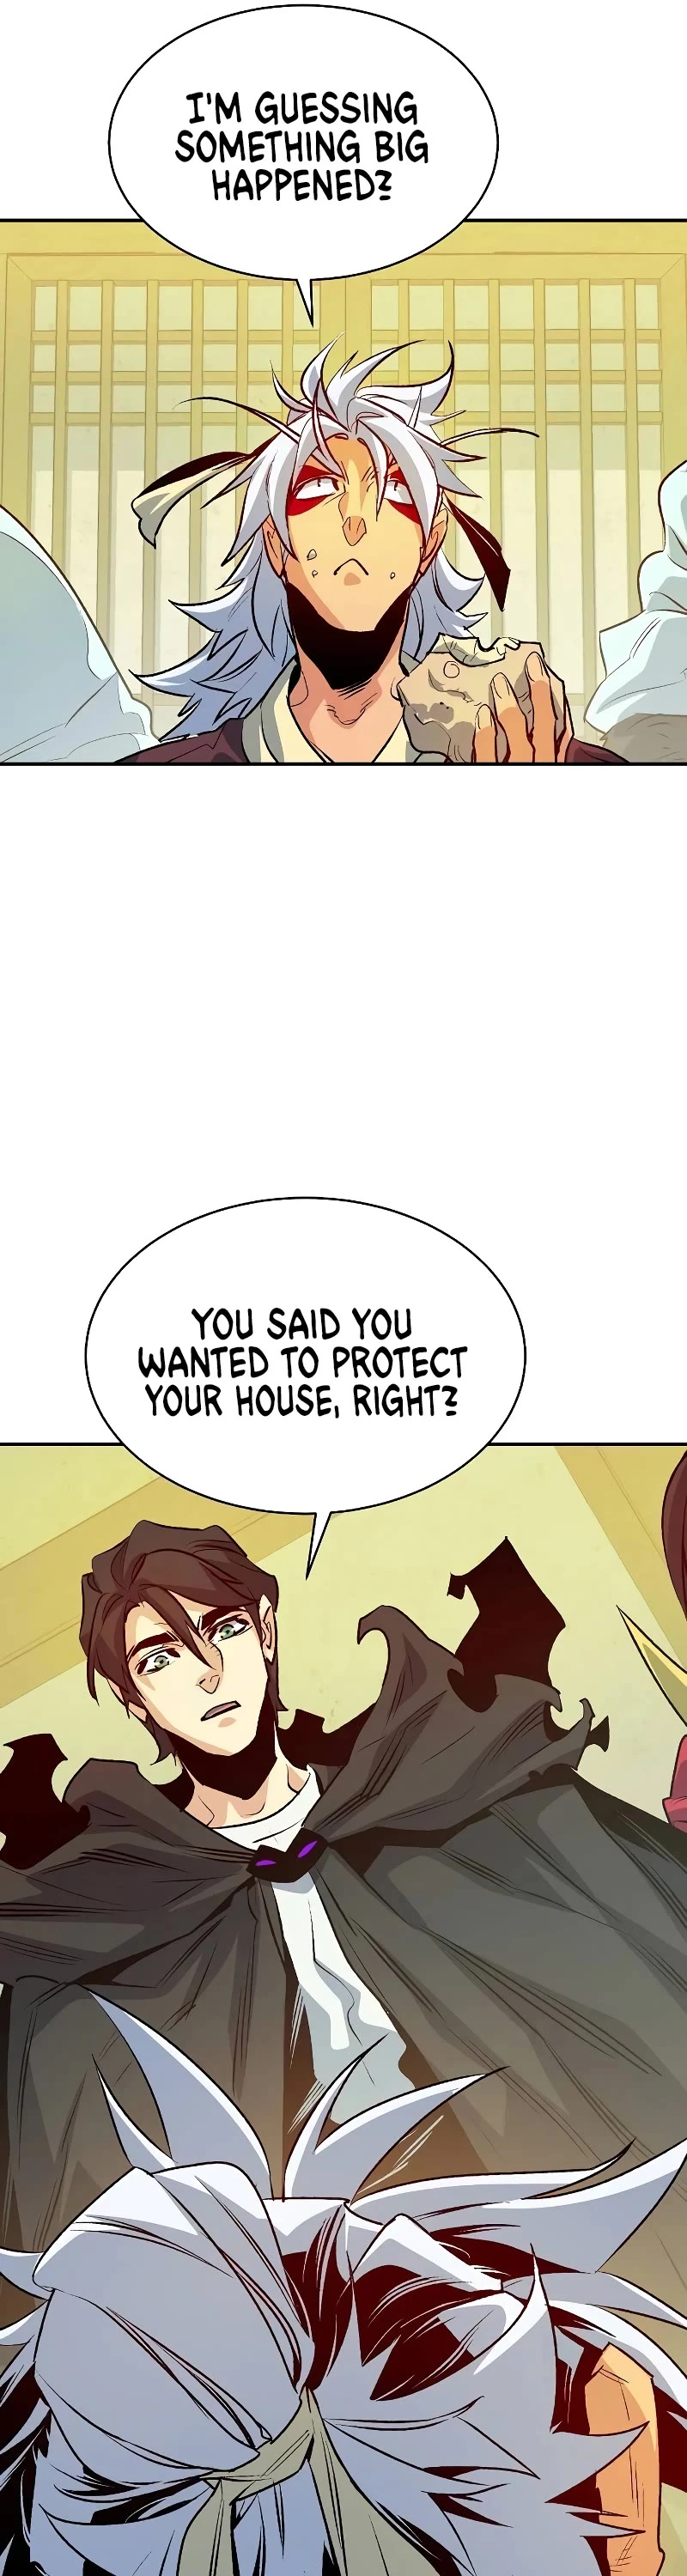 I'M GUESSING
SOMETHING BIG
HAPPENED?
YOU SAID YOU
WANTED TO PROTECT
YOUR HOUSE, RIGHT?